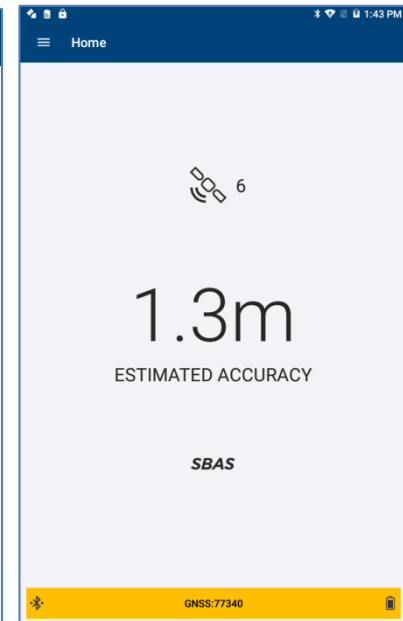 1:43 PM
Home
6
1.3m
ESTIMATED ACCURACY
SBAS
GNSS:77340